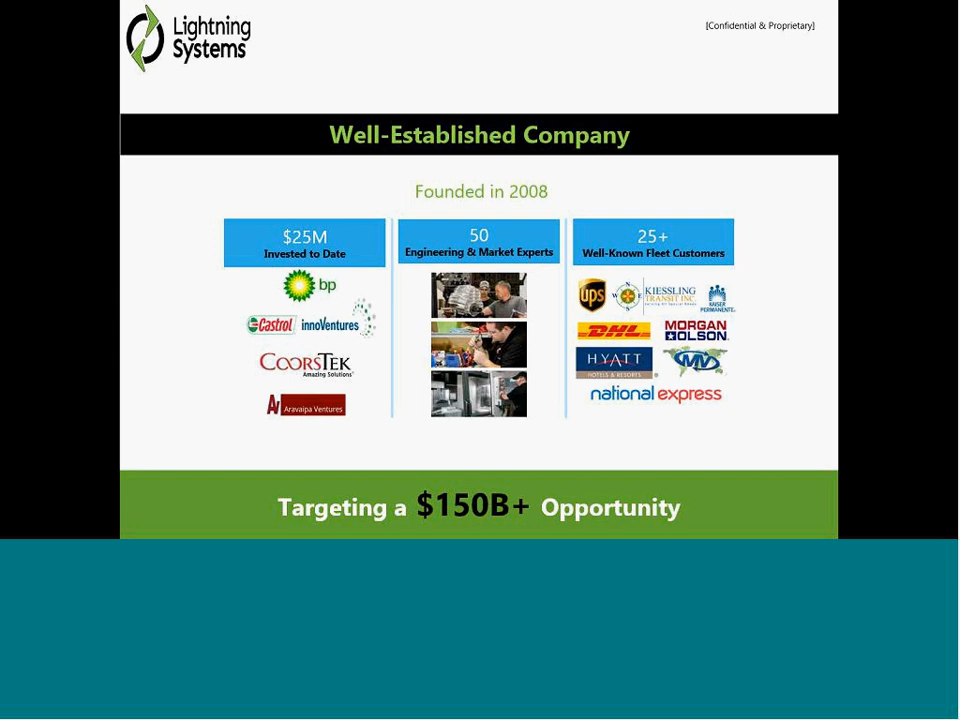 Lightning
Systems
[Confidential & Proprietary]
Well-Established Company
Founded in 2008
$25M
Invested to Date
bp
Castrol innoVentures
COORSTEK
Amazing Solutions®
AV Aravaipa Ventures
50
Engineering & Market Experts
25+
Well-Known Fleet Customers
ups
N
W E
S
KIESSLING
TRANSIT INC.
KAISER
PERMANENTE®
DHL
MORGAN
OLSON
HYATT
HOTELS & RESORTS
MV
national express
Targeting a $150B+ Opportunity